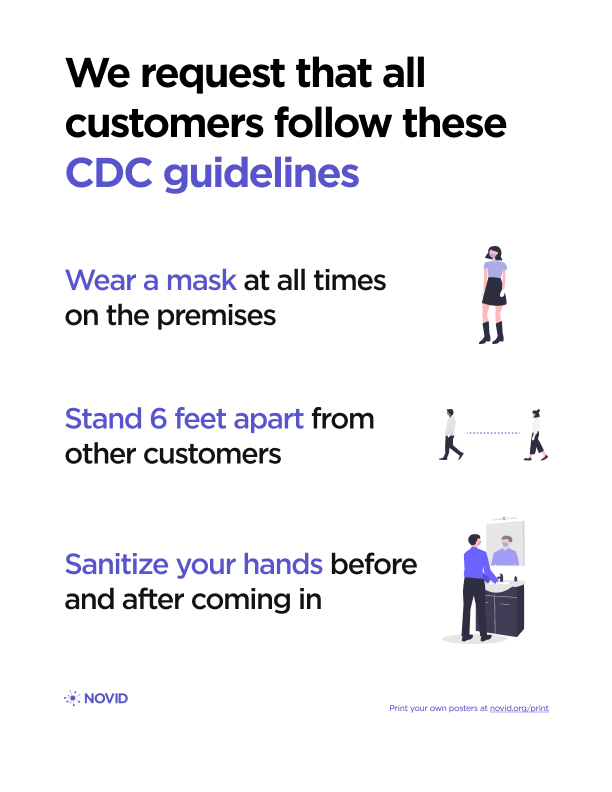 We request that all
customers follow these
CDC guidelines
Wear a mask at all times
on the premises
Stand 6 feet apart from
other customers
Sanitize your hands before
and after coming in
NOVID
Print your own posters at novid.org/print